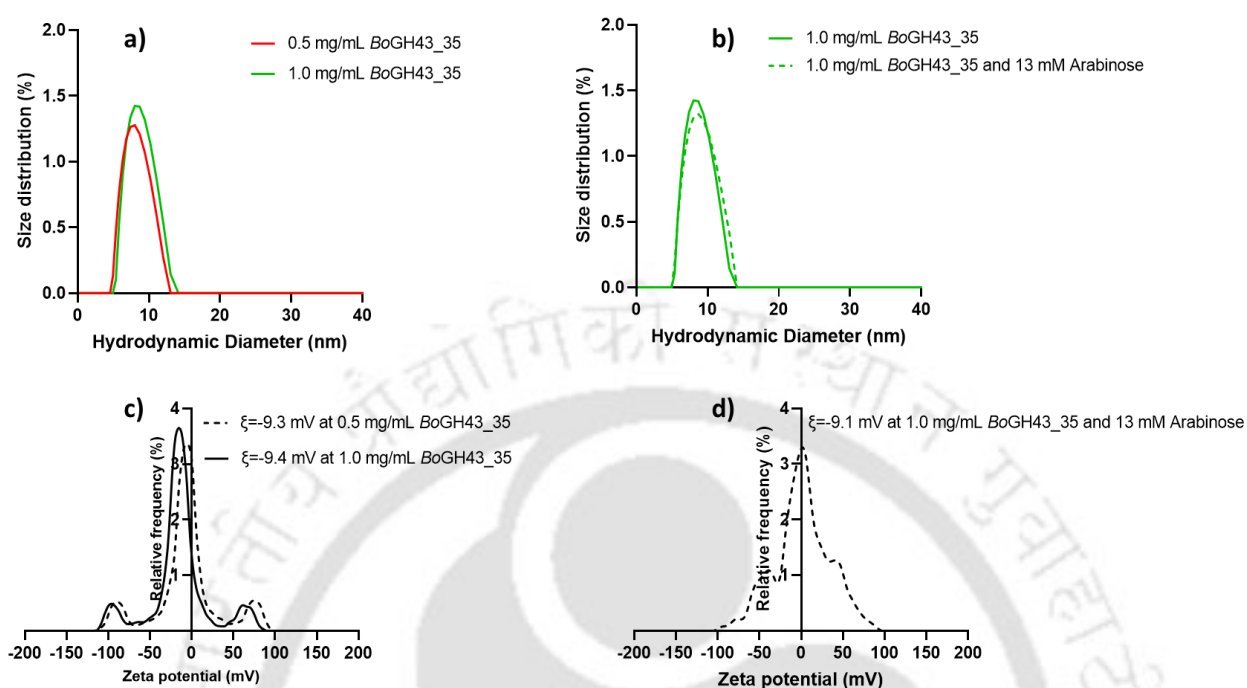 a)
0.5 mg/mL BoGH43_35
1.0 mg/mL BoGH43_35
Size distribution (%)
2.0
1.5
1.0
0.5
0.0
0 10 20 30 40
Hydrodynamic Diameter (nm)
b)
1.0 mg/mL BoGH43_35
1.0 mg/mL BoGH43_35 and 13 mM Arabinose
Size distribution (%)
2.0
1.5
1.0
0.5
0.0
0 10 20 30 40
Hydrodynamic Diameter (nm)
c)
ξ=-9.3 mV at 0.5 mg/mL BoGH43_35
ξ=-9.4 mV at 1.0 mg/mL BoGH43_35
Relative frequency (%)
4
3
2
1
-200 -150 -100 -50 0 50 100 150 200
Zeta potential (mV)
d)
ξ=-9.1 mV at 1.0 mg/mL BoGH43_35 and 13 mM Arabinose
Relative frequency (%)
4
3
2
1
-200 -150 -100 -50 0 50 100 150 200
Zeta potential (mV)